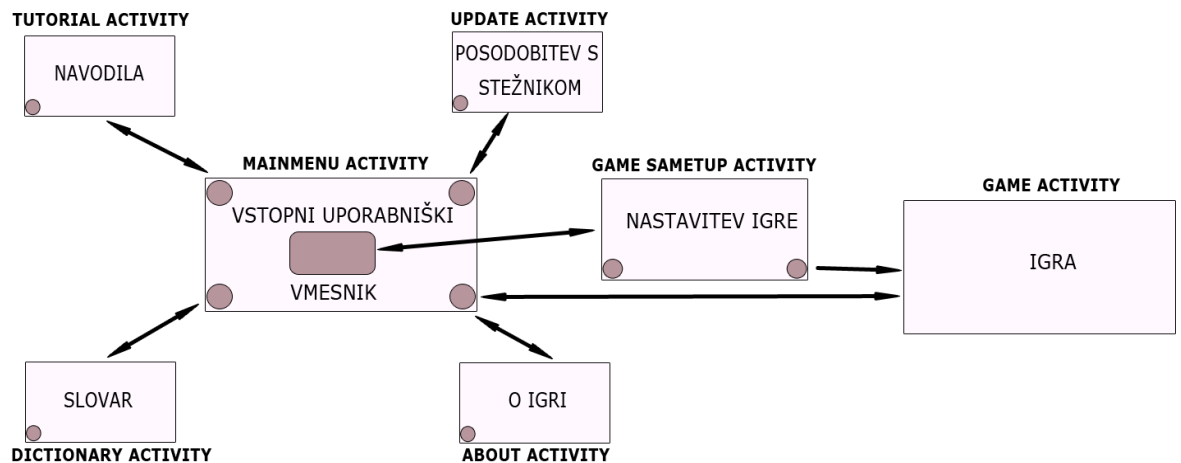 TUTORIAL ACTIVITY
NAVODILA
UPDATE ACTIVITY
POSODOBITEV S
STEŽNIKOM
MAINMENU ACTIVITY
VSTOPNI UPORABNIŠKI
VMESNIK
GAME SAMETUP ACTIVITY
NASTAVITEV IGRE
GAME ACTIVITY
IGRA
SLOVAR
DICTIONARY ACTIVITY
O IGRI
ABOUT ACTIVITY